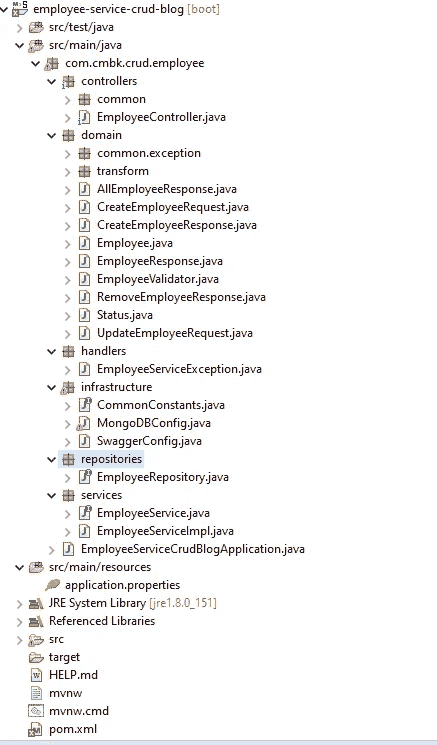 employee-service-crud-blog [boot]
src/test/java
src/main/java
com.cmbk.crud.employee
controllers
common
EmployeeController.java
domain
common.exception
transform
AllEmployeeResponse.java
CreateEmployeeRequest.java
CreateEmployeeResponse.java
Employee.java
EmployeeResponse.java
EmployeeValidator.java
RemoveEmployeeResponse.java
Status.java
UpdateEmployeeRequest.java
handlers
EmployeeServiceException.java
infrastructure
CommonConstants.java
MongoDBConfig.java
SwaggerConfig.java
repositories
EmployeeRepository.java
services
EmployeeService.java
EmployeeServiceImpl.java
EmployeeServiceCrudBlogApplication.java
src/main/resources
application.properties
JRE System Library [jre1.8.0_151]
Referenced Libraries
src
target
HELP.md
mvnw
mvnw.cmd
pom.xml